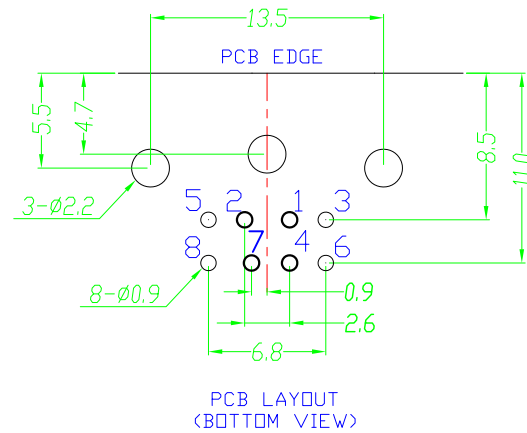 13.5
PCB EDGE
5.5
4.7
8.5
11.0
3-Ø2.2
5 2 1 3
8 7 4 6
8-Ø0.9
0.9
2.6
6.8
PCB LAYOUT
(BOTTOM VIEW)